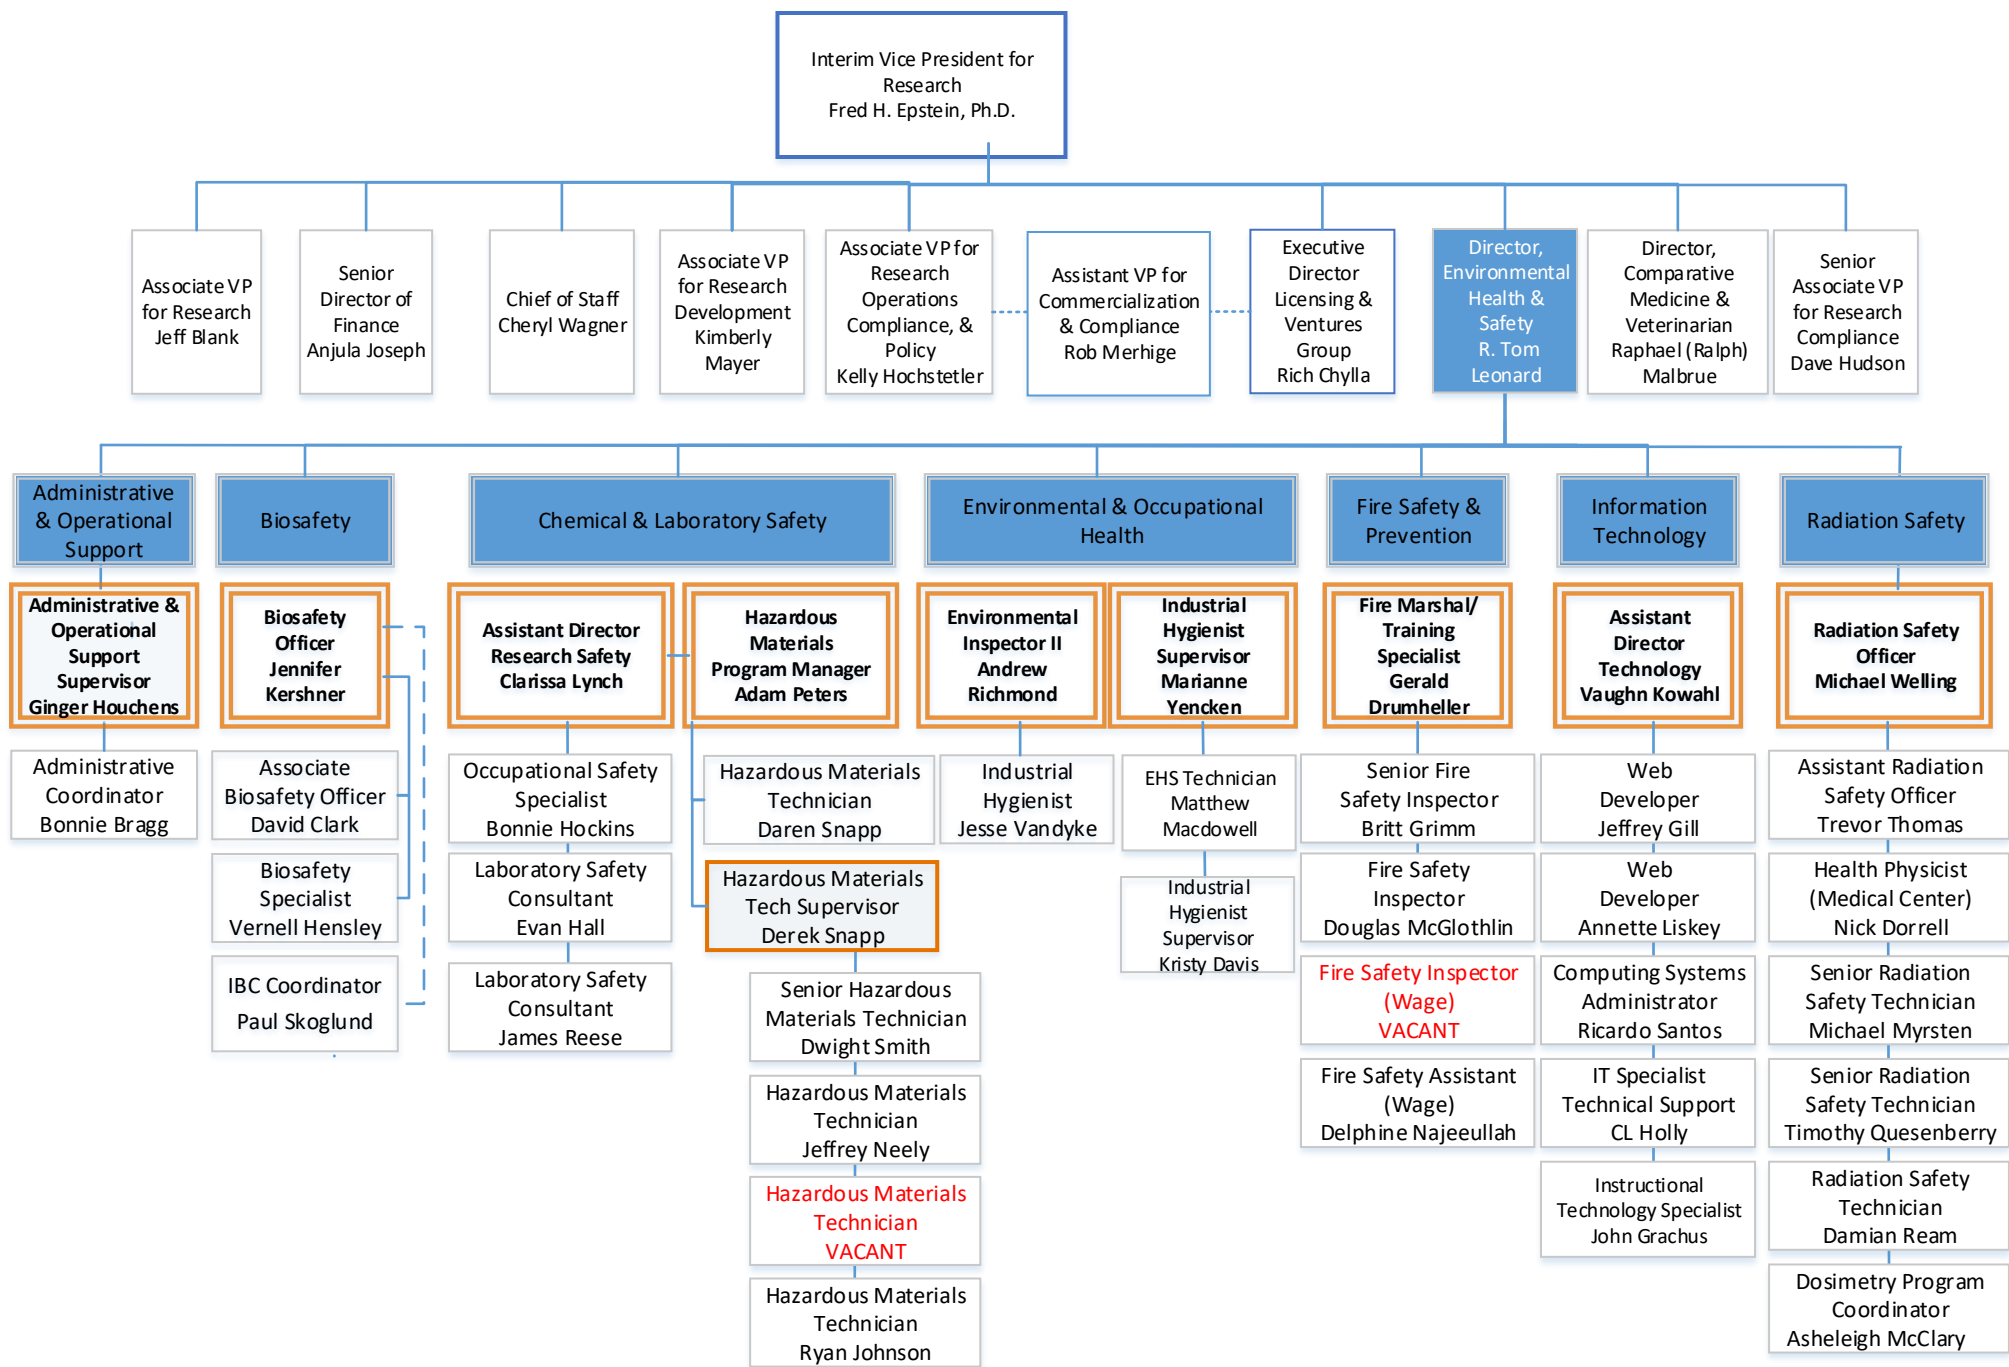 Interim Vice President for
Research
Fred H. Epstein, Ph.D.
Associate VP
for Research
Jeff Blank
Senior
Director of
Finance
Anjula Joseph
Chief of Staff
Cheryl Wagner
Associate VP
for Research
Development
Kimberly
Mayer
Associate VP for
Research
Operations
Compliance, &
Policy
Kelly Hochstetler
Assistant VP for
Commercialization
& Compliance
Rob Merhige
Executive
Director
Licensing &
Ventures
Group
Rich Chylla
Director,
Environmental
Health &
Safety
R. Tom
Leonard
Director,
Comparative
Medicine &
Veterinarian
Raphael (Ralph)
Malbrue
Senior
Associate VP
for Research
Compliance
Dave Hudson
Administrative
& Operational
Support
Biosafety
Chemical & Laboratory Safety
Environmental & Occupational
Health
Fire Safety &
Prevention
Information
Technology
Radiation Safety
Administrative &
Operational
Support
Supervisor
Ginger Houchens
Biosafety
Officer
Jennifer
Kershner
Assistant Director
Research Safety
Clarissa Lynch
Hazardous
Materials
Program Manager
Adam Peters
Environmental
Inspector II
Andrew
Richmond
Industrial
Hygienist
Supervisor
Marianne
Yencken
Fire Marshal/
Training
Specialist
Gerald
Drumheller
Assistant
Director
Technology
Vaughn Kowahl
Radiation Safety
Officer
Michael Welling
Administrative
Coordinator
Bonnie Bragg
Associate
Biosafety Officer
David Clark
Biosafety
Specialist
Vernell Hensley
IBC Coordinator
Paul Skoglund
Occupational Safety
Specialist
Bonnie Hockins
Laboratory Safety
Consultant
Evan Hall
Laboratory Safety
Consultant
James Reese
Hazardous Materials
Technician
Daren Snapp
Hazardous Materials
Tech Supervisor
Derek Snapp
Senior Hazardous
Materials Technician
Dwight Smith
Hazardous Materials
Technician
Jeffrey Neely
Hazardous Materials
Technician
VACANT
Hazardous Materials
Technician
Ryan Johnson
Industrial
Hygienist
Jesse Vandyke
EHS Technician
Matthew
Macdowell
Industrial
Hygienist
Supervisor
Kristy Davis
Senior Fire
Safety Inspector
Britt Grimm
Fire Safety
Inspector
Douglas McGlothlin
Fire Safety Inspector
(Wage)
VACANT
Fire Safety Assistant
(Wage)
Delphine Najeeullah
Web
Developer
Jeffrey Gill
Web
Developer
Annette Liskey
Computing Systems
Administrator
Ricardo Santos
IT Specialist
Technical Support
CL Holly
Instructional
Technology Specialist
John Grachus
Assistant Radiation
Safety Officer
Trevor Thomas
Health Physicist
(Medical Center)
Nick Dorrell
Senior Radiation
Safety Technician
Michael Myrsten
Senior Radiation
Safety Technician
Timothy Quesenberry
Radiation Safety
Technician
Damian Ream
Dosimetry Program
Coordinator
Asheleigh McClary